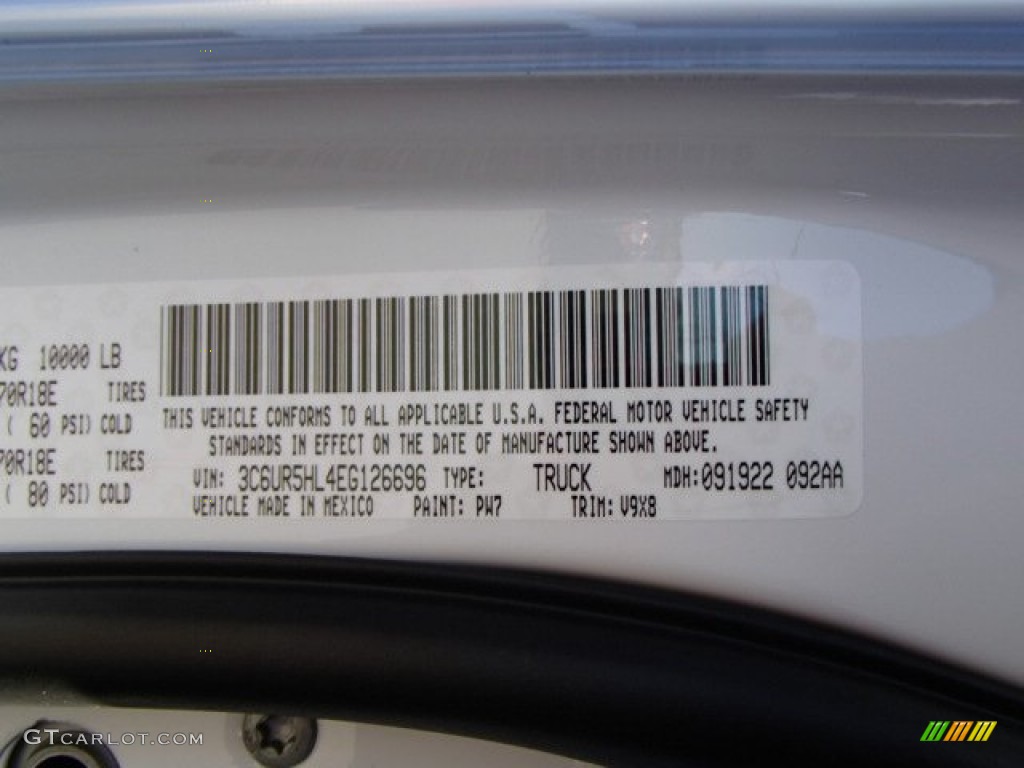 KG 10000 LB
70R18E TIRES
( 60 PSI) COLD
70R18E TIRES
( 80 PSI) COLD
THIS VEHICLE CONFORMS TO ALL APPLICABLE U.S.A. FEDERAL MOTOR VEHICLE SAFETY
STANDARDS IN EFFECT ON THE DATE OF MANUFACTURE SHOWN ABOVE.
VIN: 3C6UR5HL4EG126696 TYPE: TRUCK MDH:091922 092AA
VEHICLE MADE IN MEXICO PAINT: PW7 TRIM: V9X8
GTCARLOT.COM